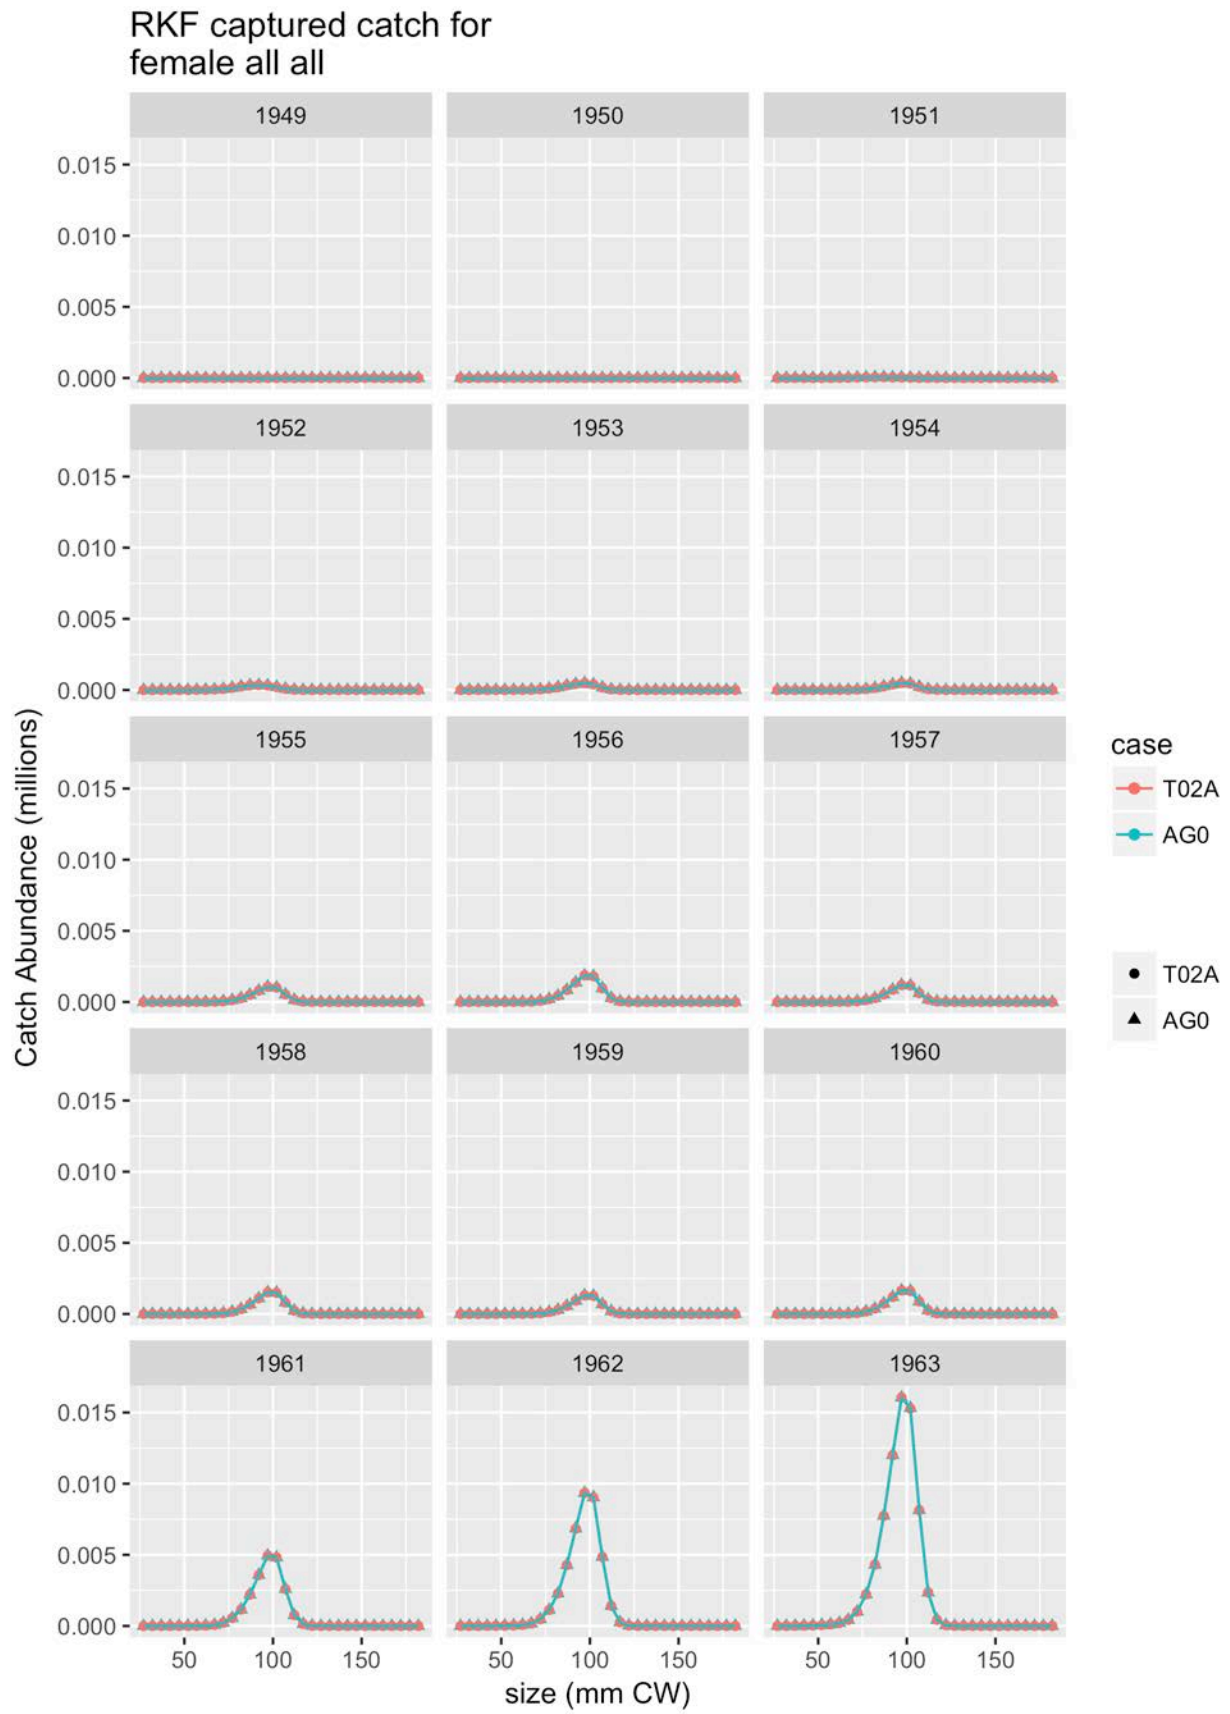 RKF captured catch for
female all all
1949 1950 1951
0.015
0.010
0.005
0.000
1952 1953 1954
0.015
0.010
0.005
0.000
1955 1956 1957
0.015
0.010
0.005
0.000
1958 1959 1960
0.015
0.010
0.005
0.000
1961 1962 1963
0.015
0.010
0.005
0.000
50 100 150 50 100 150 50 100 150
size (mm CW)
Catch Abundance (millions)
case
T02A
AG0
T02A
AG0